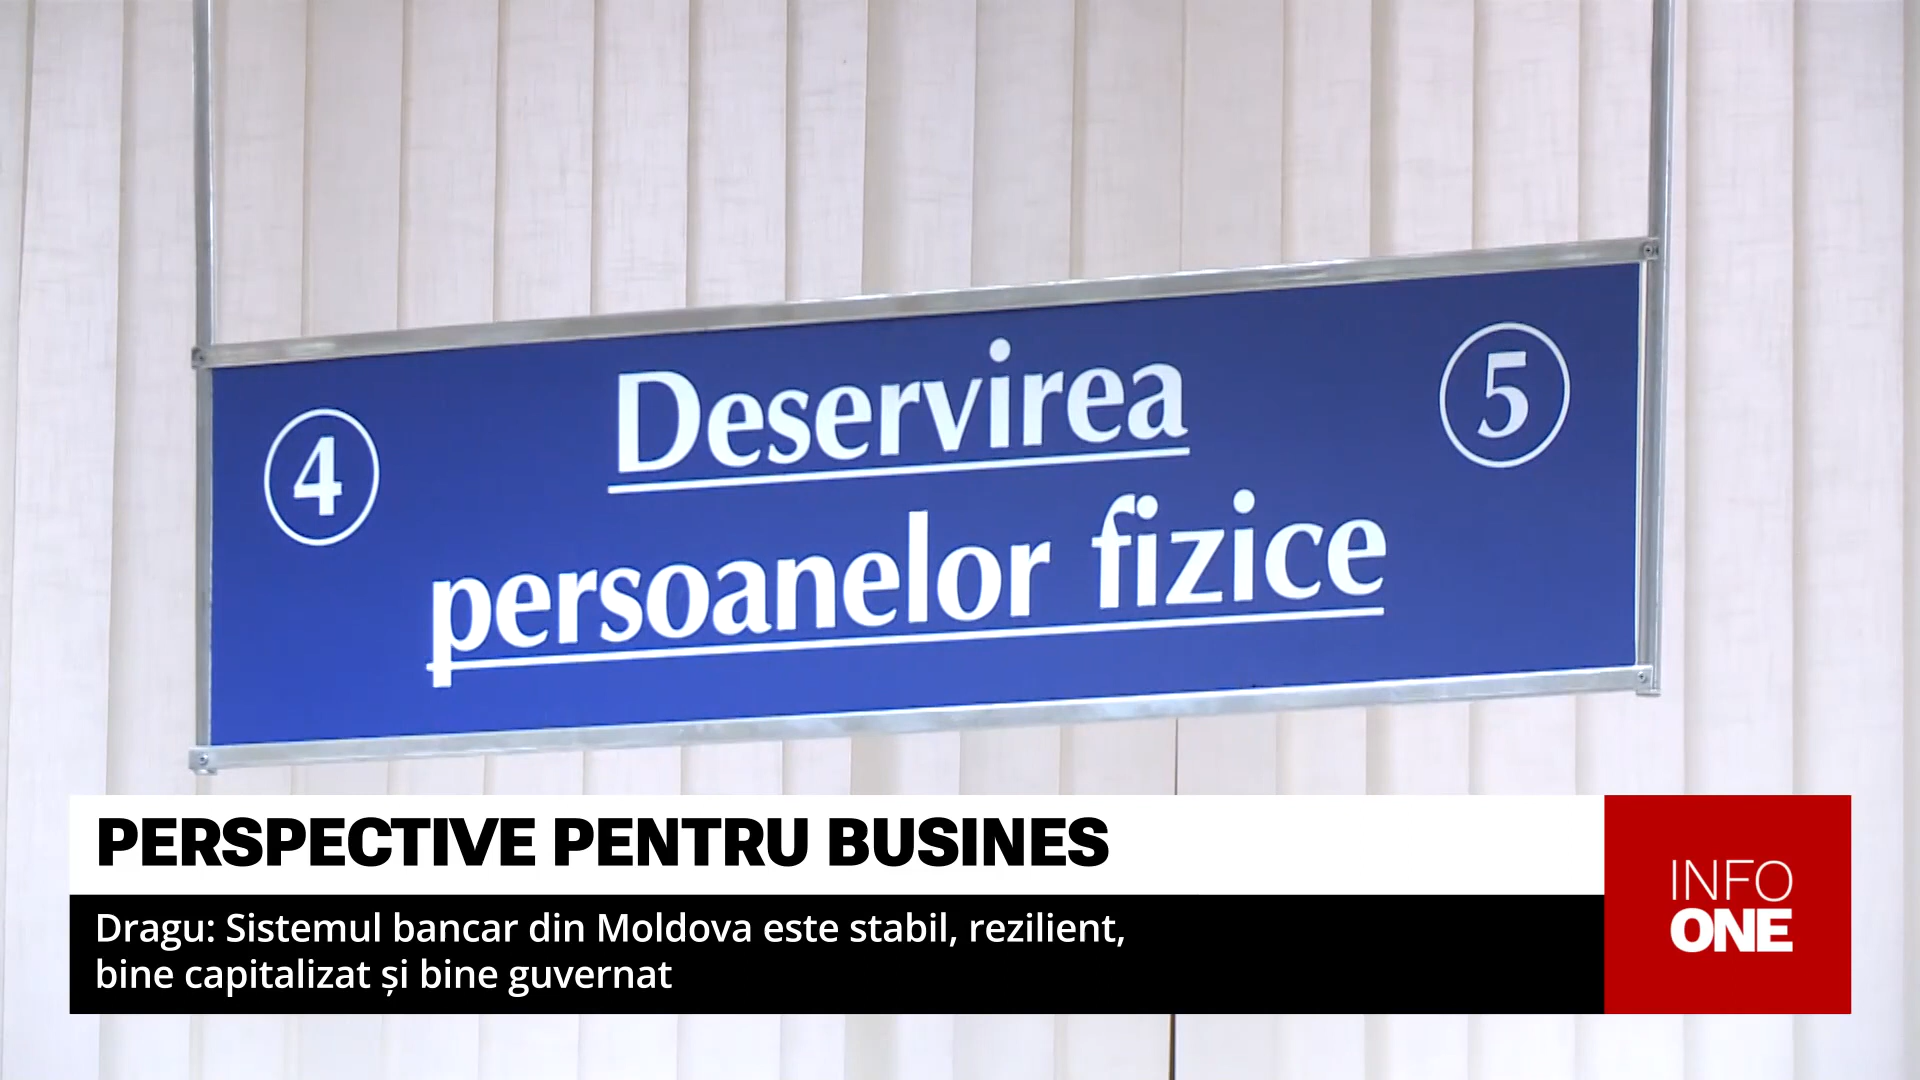 4
Deservirea
5
persoanelor fizice
PERSPECTIVE PENTRU BUSINES
Dragu: Sistemul bancar din Moldova este stabil, rezilient,
bine capitalizat și bine guvernat
INFO
ONE